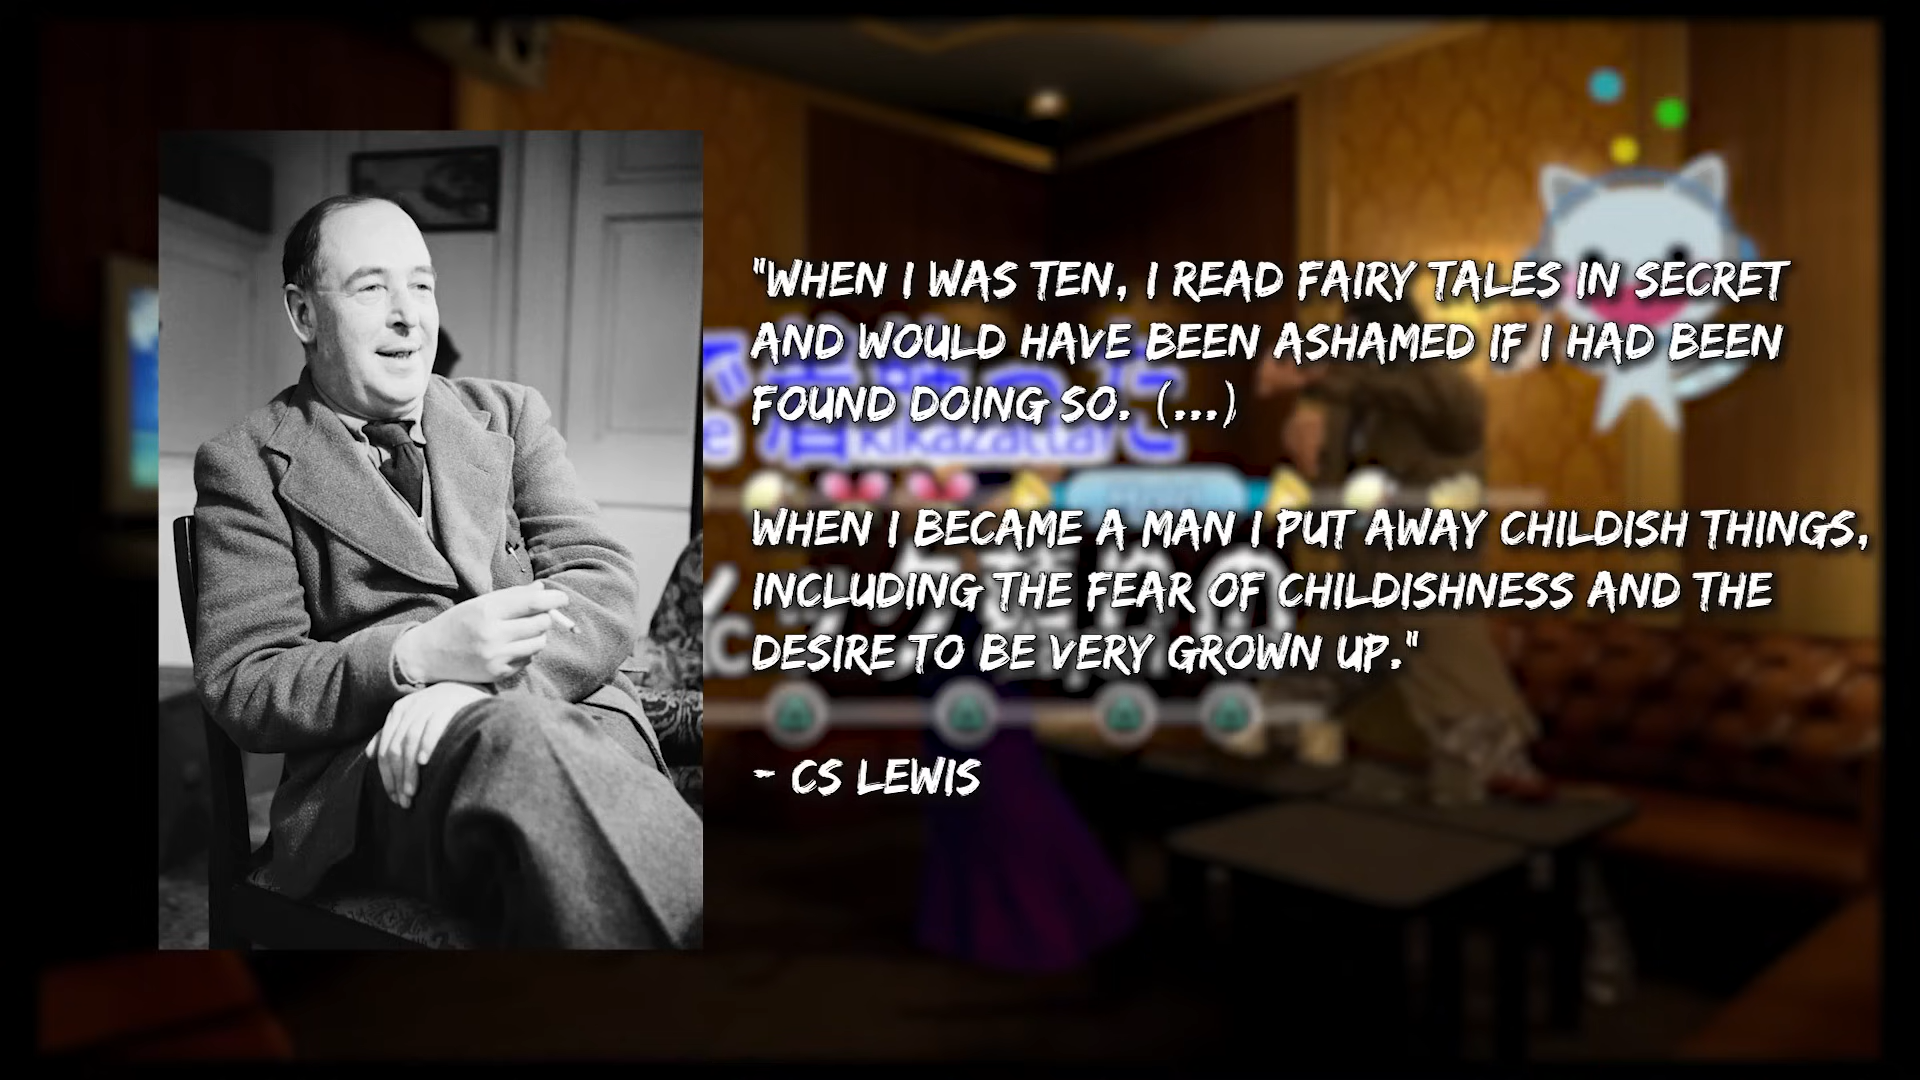 "WHEN I WAS TEN, I READ FAIRY TALES IN SECRET
AND WOULD HAVE BEEN ASHAMED IF I HAD BEEN
FOUND DOING SO. (...)
kikazatta
WHEN I BECAME A MAN I PUT AWAY CHILDISH THINGS,
INCLUDING THE FEAR OF CHILDISHNESS AND THE
DESIRE TO BE VERY GROWN UP."
- CS LEWIS